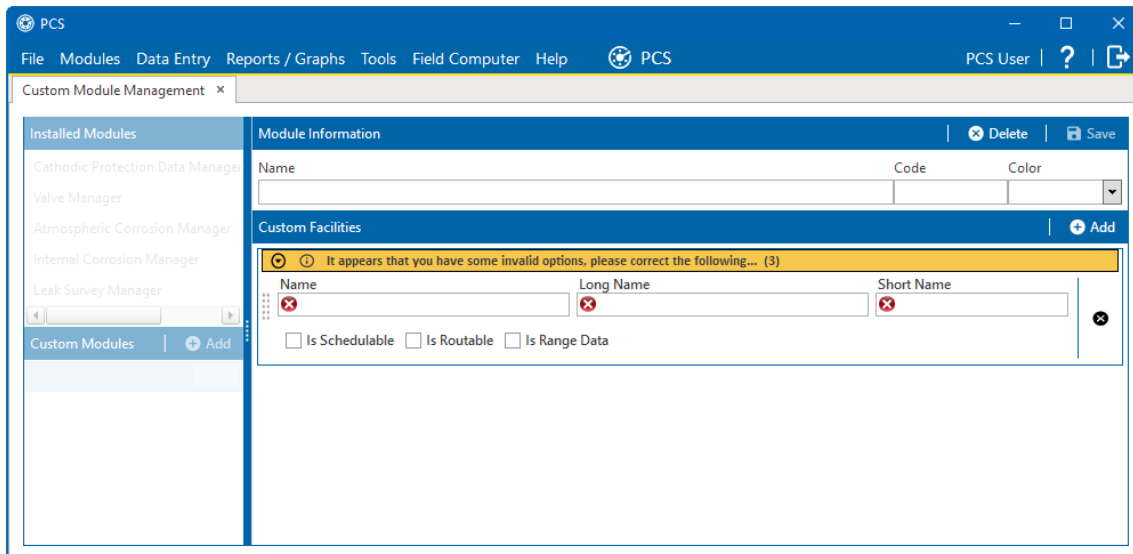 PCS
File Modules Data Entry Reports / Graphs Tools Field Computer Help PCS PCS User ?
Custom Module Management ×
Installed Modules
Cathodic Protection Data Manager
Valve Manager
Atmospheric Corrosion Manager
Internal Corrosion Manager
Leak Survey Manager
Custom Modules Add
Module Information Delete Save
Name Code Color
Custom Facilities Add
It appears that you have some invalid options, please correct the following... (3)
Name Long Name Short Name
Is Schedulable Is Routable Is Range Data